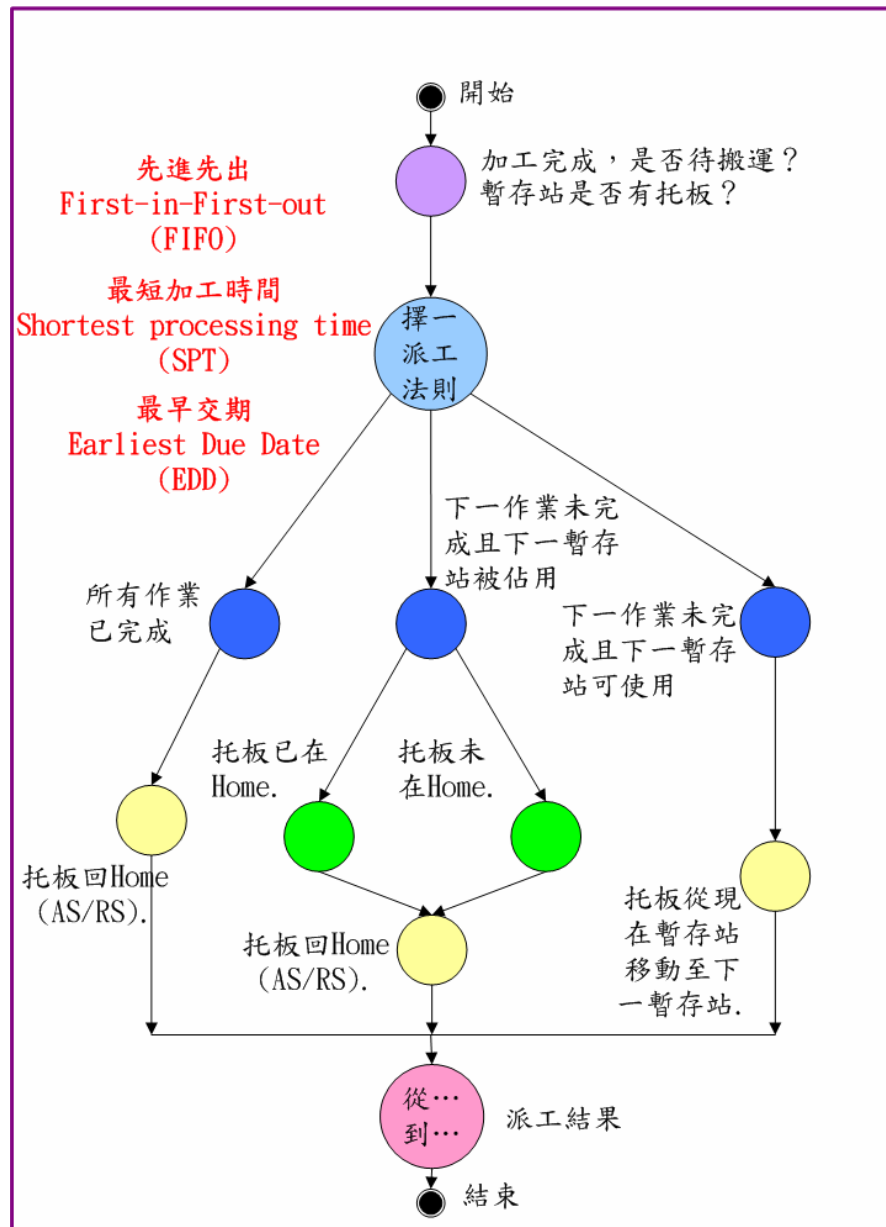 開始
加工完成，是否待搬運？
暫存站是否有托板？
先進先出
First-in-First-out
(FIFO)
最短加工時間
Shortest processing time
(SPT)
最早交期
Earliest Due Date
(EDD)
擇一
派工
法則
所有作業
已完成
下一作業未完
成且下一暫存
站被佔用
下一作業未完
成且下一暫存
站可使用
托板已在
Home.
托板未
在Home.
托板回Home
(AS/RS).
托板回Home
(AS/RS).
托板從現
在暫存站
移動至下
一暫存站.
從…
到…
派工結果
結束